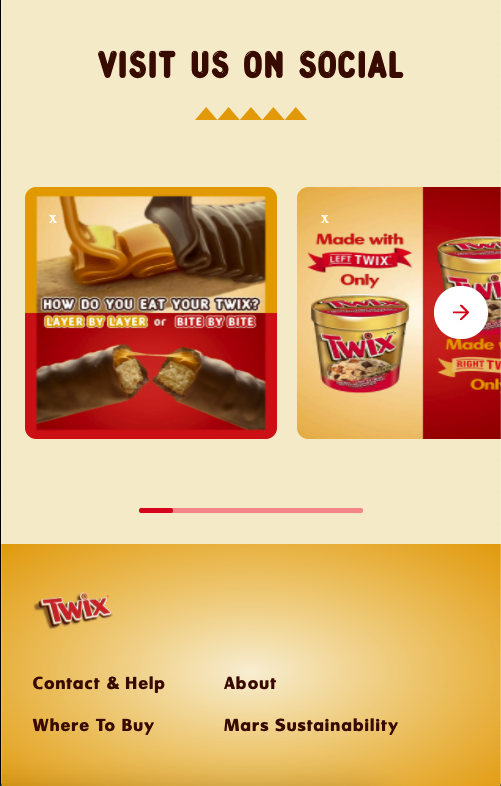 VISIT US ON SOCIAL
X
HOW DO YOU EAT YOUR TWIX?
LAYER BY LAYER or BITE BY BITE
X
Made with
LEFT TWIX
Only
Twix
Made w
RIGHT TW
Only
Twix
Contact & Help
About
Where To Buy
Mars Sustainability